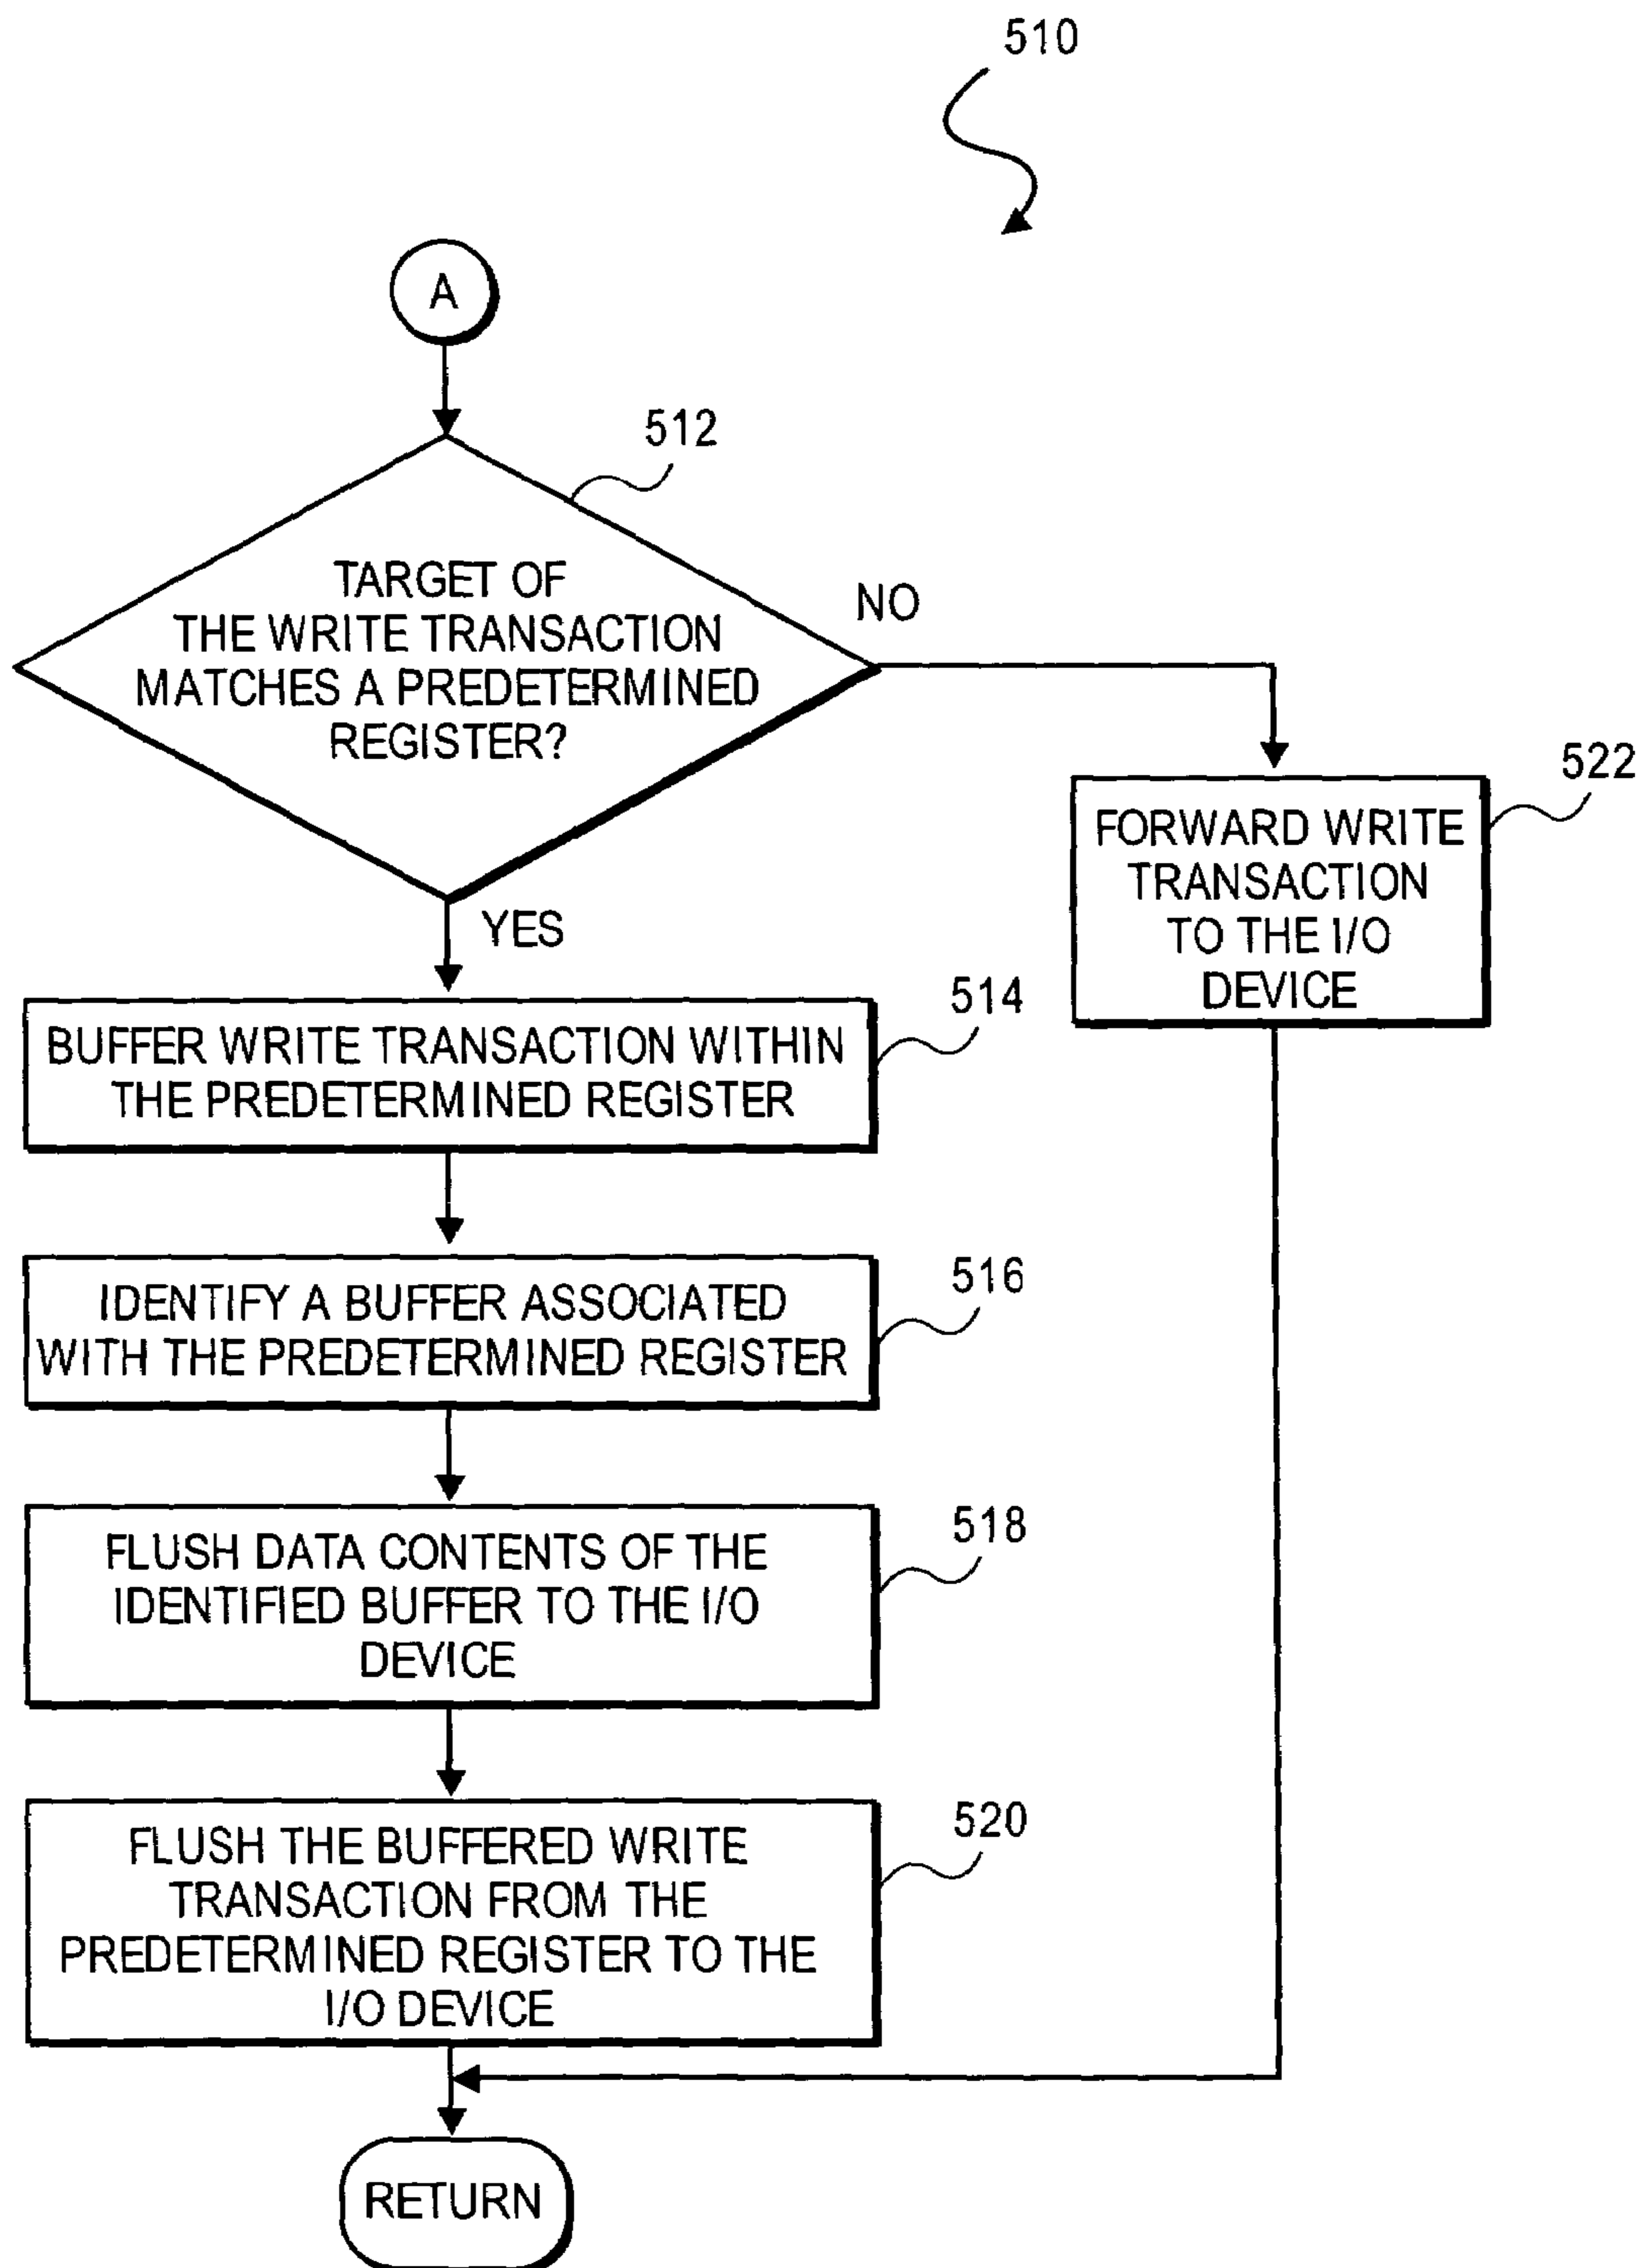 510
A
512
TARGET OF
THE WRITE TRANSACTION
MATCHES A PREDETERMINED
REGISTER?
NO
YES
522
FORWARD WRITE
TRANSACTION
TO THE I/O
DEVICE
514
BUFFER WRITE TRANSACTION WITHIN
THE PREDETERMINED REGISTER
516
IDENTIFY A BUFFER ASSOCIATED
WITH THE PREDETERMINED REGISTER
518
FLUSH DATA CONTENTS OF THE
IDENTIFIED BUFFER TO THE I/O
DEVICE
520
FLUSH THE BUFFERED WRITE
TRANSACTION FROM THE
PREDETERMINED REGISTER TO THE
I/O DEVICE
RETURN